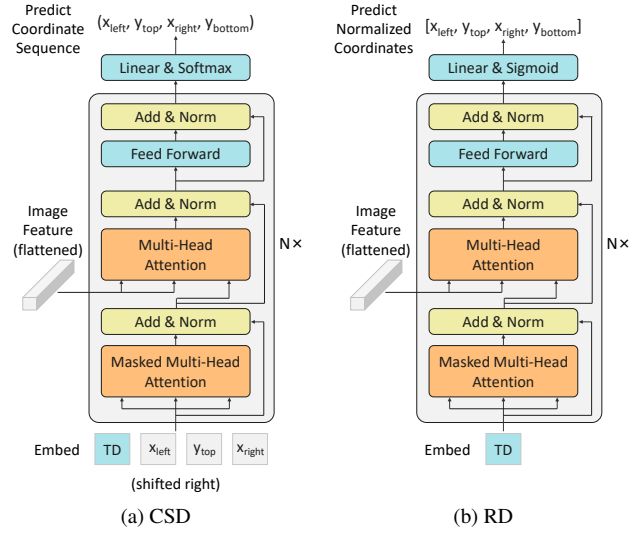 Predict
Coordinate
Sequence
(xleft, ytop, xright, ybottom)
Linear & Softmax
Add & Norm
Feed Forward
Add & Norm
Image
Feature
(flattened)
Multi-Head
Attention
N×
Add & Norm
Masked Multi-Head
Attention
Embed
TD
xleft
ytop
xright
(shifted right)
(a) CSD
Predict
Normalized
Coordinates
[xleft, ytop, xright, ybottom]
Linear & Sigmoid
Add & Norm
Feed Forward
Add & Norm
Image
Feature
(flattened)
Multi-Head
Attention
N×
Add & Norm
Masked Multi-Head
Attention
Embed
TD
(b) RD